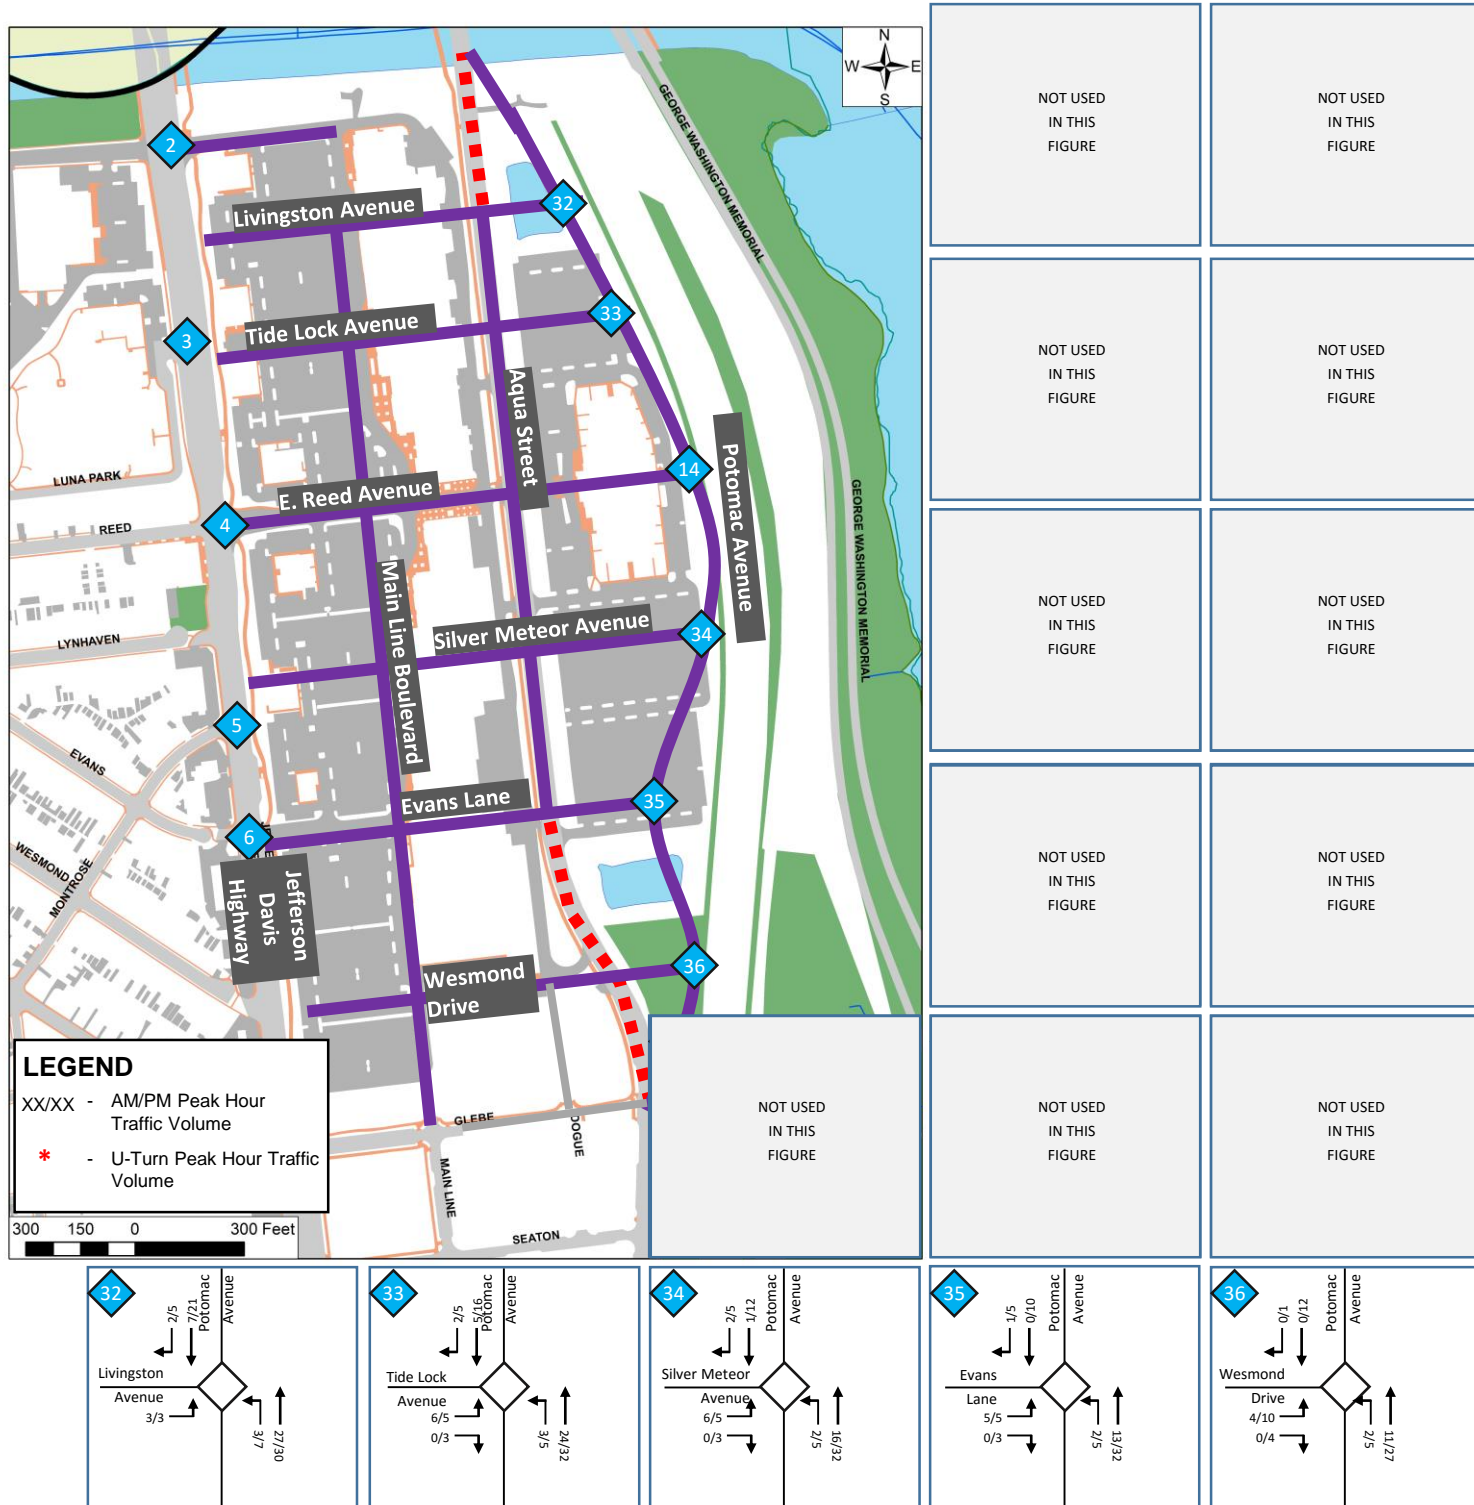 N
W
E
S
NOT USED
IN THIS
FIGURE
NOT USED
IN THIS
FIGURE
GEORGE WASHINGTON MEMORIAL
2
Livingston Avenue
32
NOT USED
IN THIS
FIGURE
NOT USED
IN THIS
FIGURE
3
Tide Lock Avenue
33
Aqua Street
Potomac Avenue
LUNA PARK
E. Reed Avenue
14
GEORGE WASHINGTON MEMORIAL
REED
4
NOT USED
IN THIS
FIGURE
NOT USED
IN THIS
FIGURE
Main Line Boulevard
LYNHAVEN
Silver Meteor Avenue
34
5
EVANS
Evans Lane
35
6
WESMOND
MONTROSE
Jefferson
Davis
Highway
NOT USED
IN THIS
FIGURE
NOT USED
IN THIS
FIGURE
Wesmond
Drive
36
LEGEND
XX/XX - AM/PM Peak Hour
Traffic Volume
* - U-Turn Peak Hour Traffic
Volume
GLEBE
DOGUE
MAIN LINE
SEATON
300 150 0 300 Feet
NOT USED
IN THIS
FIGURE
NOT USED
IN THIS
FIGURE
NOT USED
IN THIS
FIGURE
32
2/5
7/21
Potomac
Avenue
Livingston
Avenue
3/3
3/7
27/30
33
2/5
5/16
Potomac
Avenue
Tide Lock
Avenue
6/5
0/3
3/5
24/32
34
2/5
1/12
Potomac
Avenue
Silver Meteor
Avenue
6/5
0/3
2/5
16/32
35
1/5
0/10
Potomac
Avenue
Evans
Lane
5/5
0/3
2/5
13/32
36
0/1
0/12
Potomac
Avenue
Wesmond
Drive
4/10
0/4
2/5
11/27